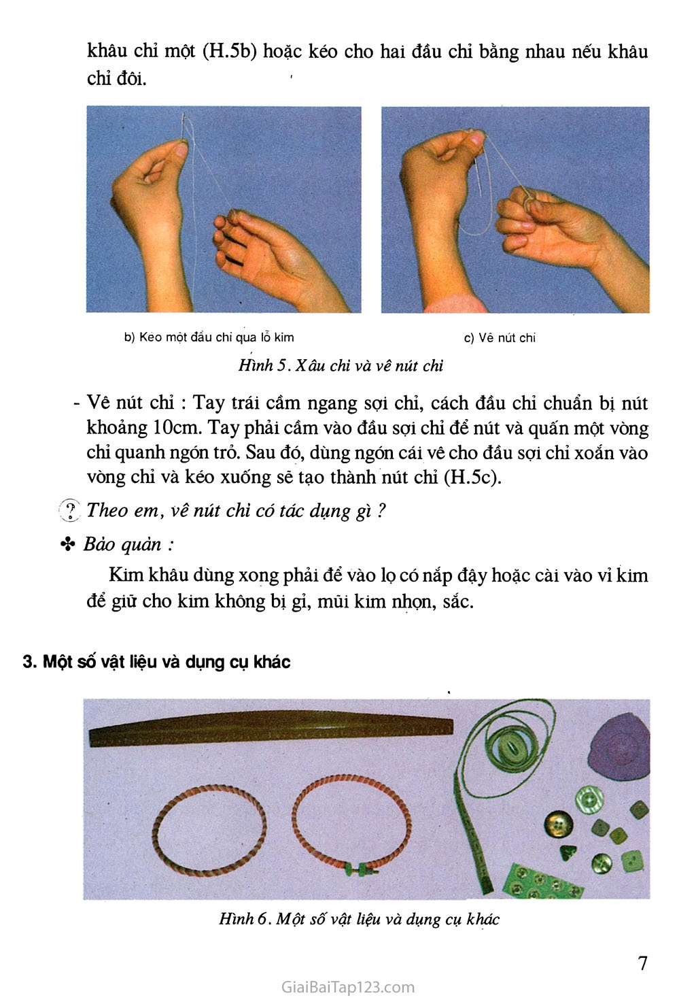 khâu chỉ một (H.5b) hoặc kéo cho hai đầu chỉ bằng nhau nếu khâu
chỉ đôi.
b) Kéo một đầu chỉ qua lỗ kim
c) Vê nút chỉ
Hình 5. Xâu chỉ và vê nút chỉ
- Vê nút chỉ : Tay trái cầm ngang sợi chỉ, cách đầu chỉ chuẩn bị nút
khoảng 10cm. Tay phải cầm vào đầu sợi chỉ để nút và quấn một vòng
chỉ quanh ngón trỏ. Sau đó, dùng ngón cái vê cho đầu sợi chỉ xoắn vào
vòng chỉ và kéo xuống sẽ tạo thành nút chỉ (H.5c).
? Theo em, vê nút chỉ có tác dụng gì ?
✤ Bảo quản :
Kim khâu dùng xong phải để vào lọ có nắp đậy hoặc cài vào vỉ kim
để giữ cho kim không bị gỉ, mũi kim nhọn, sắc.
3. Một số vật liệu và dụng cụ khác
Hình 6. Một số vật liệu và dụng cụ khác
7
GiaiBaiTap123.com